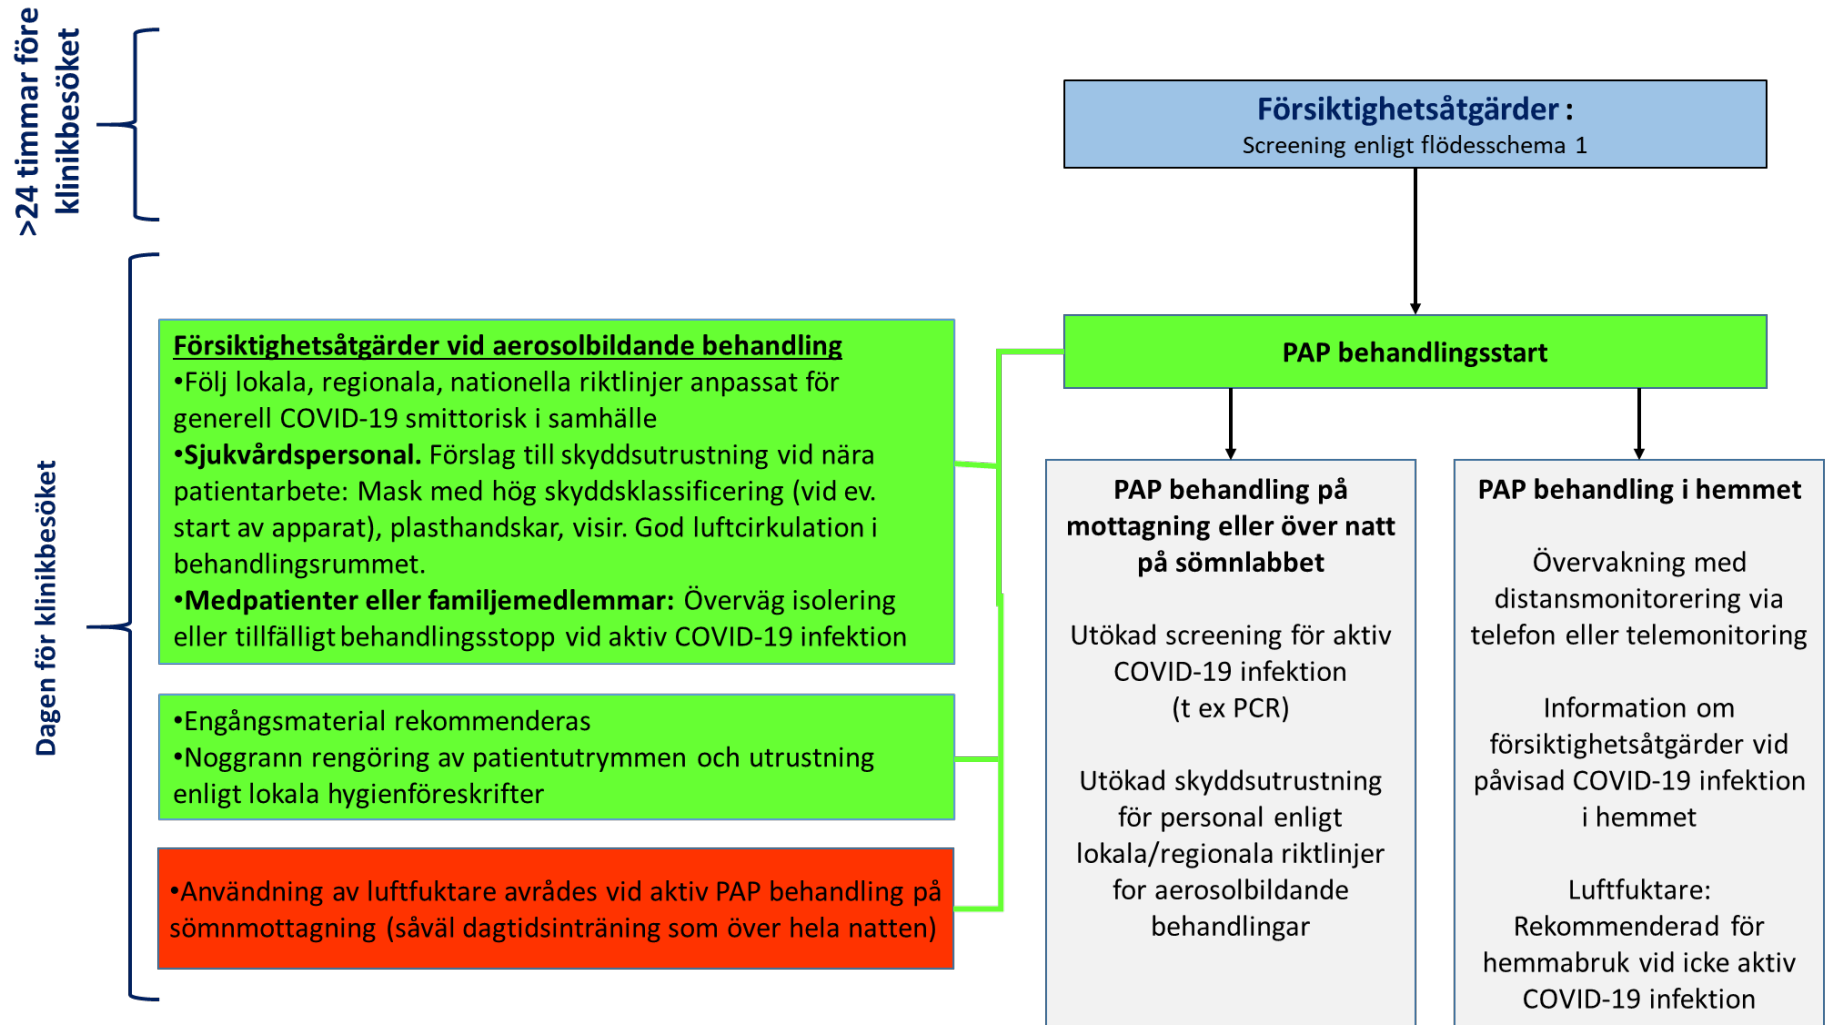 >24 timmar före
klinikbesöket
Försiktighetsåtgärder :
Screening enligt flödesschema 1
Dagen för klinikbesöket
Försiktighetsåtgärder vid aerosolbildande behandling
•Följ lokala, regionala, nationella riktlinjer anpassat för
generell COVID-19 smittorisk i samhälle
•Sjukvårdspersonal. Förslag till skyddsutrustning vid nära
patientarbete: Mask med hög skyddsklassificering (vid ev.
start av apparat), plasthandskar, visir. God luftcirkulation i
behandlingsrummet.
•Medpatienter eller familjemedlemmar: Överväg isolering
eller tillfälligt behandlingsstopp vid aktiv COVID-19 infektion
•Engångsmaterial rekommenderas
•Noggrann rengöring av patientutrymmen och utrustning
enligt lokala hygienföreskrifter
•Användning av luftfuktare avrådes vid aktiv PAP behandling på
sömnmottagning (såväl dagtidsinträning som över hela natten)
PAP behandlingsstart
PAP behandling på
mottagning eller över natt
på sömnlabbet
Utökad screening för aktiv
COVID-19 infektion
(t ex PCR)
Utökad skyddsutrustning
för personal enligt
lokala/regionala riktlinjer
for aerosolbildande
behandlingar
PAP behandling i hemmet
Övervakning med
distansmonitorering via
telefon eller telemonitoring
Information om
försiktighetsåtgärder vid
påvisad COVID-19 infektion
i hemmet
Luftfuktare:
Rekommenderad för
hemmabruk vid icke aktiv
COVID-19 infektion